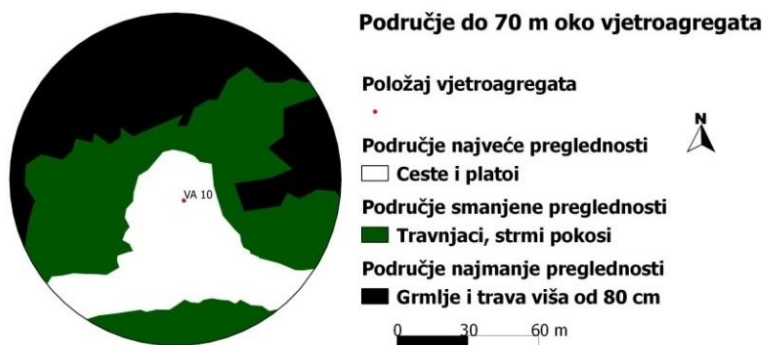 Područje do 70 m oko vjetroagregata
Položaj vjetroagregata
N
Područje najveće preglednosti
Ceste i platoi
VA 10
Područje smanjene preglednosti
Travnjaci, strmi pokosi
Područje najmanje preglednosti
Grmlje i trava viša od 80 cm
0 30 60 m